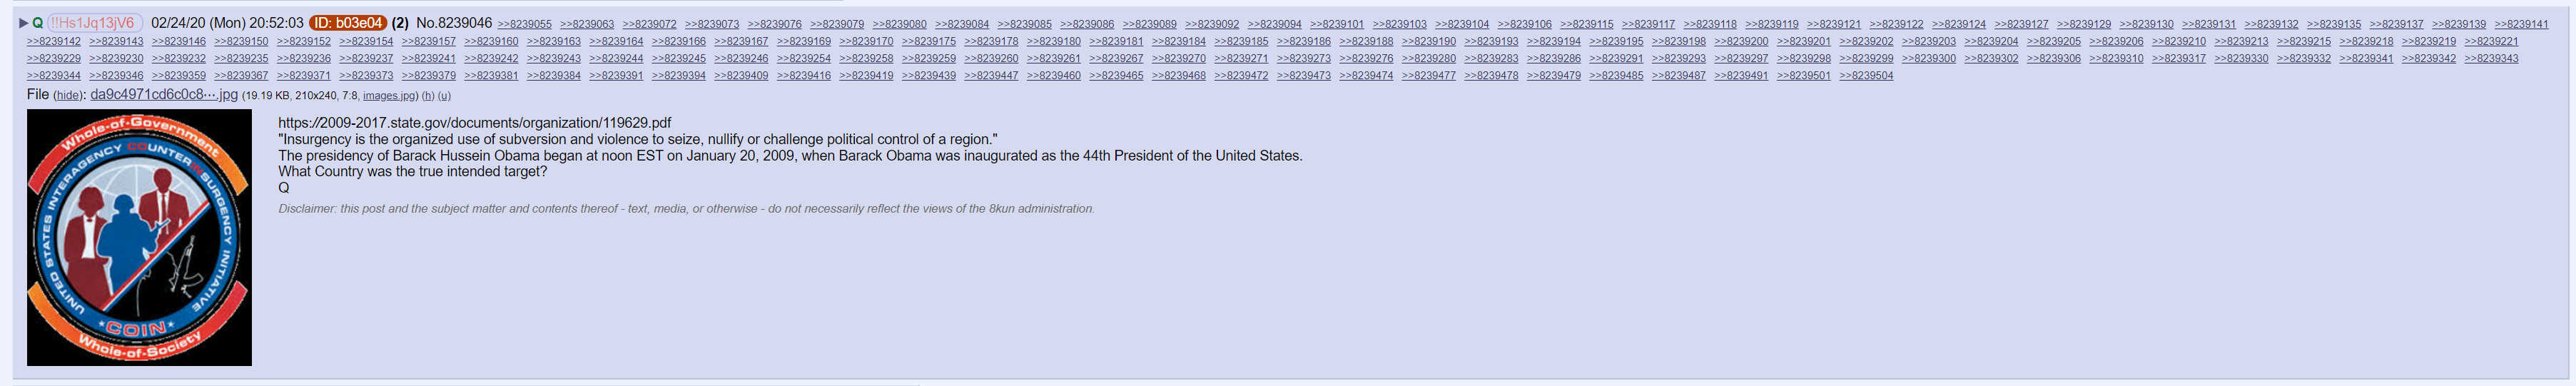 ▶ Q !!Hs1Jq13jV6 02/24/20 (Mon) 20:52:03 ID: b03e04 (2) No.8239046 >>8239055 >>8239063 >>8239072 >>8239073 >>8239076 >>8239079 >>8239080 >>8239084 >>8239085 >>8239086 >>8239089 >>8239092 >>8239094 >>8239101 >>8239103 >>8239104 >>8239106 >>8239115 >>8239117 >>8239118 >>8239119 >>8239121 >>8239122 >>8239124 >>8239127 >>8239129 >>8239130 >>8239131 >>8239132 >>8239135 >>8239137 >>8239139 >>8239141
>>8239142 >>8239143 >>8239146 >>8239150 >>8239152 >>8239154 >>8239157 >>8239160 >>8239163 >>8239164 >>8239166 >>8239167 >>8239169 >>8239170 >>8239175 >>8239178 >>8239180 >>8239181 >>8239184 >>8239185 >>8239186 >>8239188 >>8239190 >>8239193 >>8239194 >>8239195 >>8239198 >>8239200 >>8239201 >>8239202 >>8239203 >>8239204 >>8239205 >>8239206 >>8239210 >>8239213 >>8239215 >>8239218 >>8239219 >>8239221
>>8239229 >>8239230 >>8239232 >>8239235 >>8239236 >>8239237 >>8239241 >>8239242 >>8239243 >>8239244 >>8239245 >>8239246 >>8239254 >>8239258 >>8239259 >>8239260 >>8239261 >>8239267 >>8239270 >>8239271 >>8239273 >>8239276 >>8239280 >>8239283 >>8239286 >>8239291 >>8239293 >>8239297 >>8239298 >>8239299 >>8239300 >>8239302 >>8239306 >>8239310 >>8239317 >>8239330 >>8239332 >>8239341 >>8239342 >>8239343
>>8239344 >>8239346 >>8239359 >>8239367 >>8239371 >>8239373 >>8239379 >>8239381 >>8239384 >>8239391 >>8239394 >>8239409 >>8239416 >>8239419 >>8239439 >>8239447 >>8239460 >>8239465 >>8239468 >>8239472 >>8239473 >>8239474 >>8239477 >>8239478 >>8239479 >>8239485 >>8239487 >>8239491 >>8239501 >>8239504
File (hide): da9c4971cd6c0c8⋯.jpg (19.19 KB, 210x240, 7:8, images.jpg) (h) (u)
Whole-of-Government
UNITED STATES INTERAGENCY COUNTERINSURGENCY INITIATIVE
*COIN*
Whole-of-Society
https://2009-2017.state.gov/documents/organization/119629.pdf
"Insurgency is the organized use of subversion and violence to seize, nullify or challenge political control of a region."
The presidency of Barack Hussein Obama began at noon EST on January 20, 2009, when Barack Obama was inaugurated as the 44th President of the United States.
What Country was the true intended target?
Q
Disclaimer: this post and the subject matter and contents thereof - text, media, or otherwise - do not necessarily reflect the views of the 8kun administration.